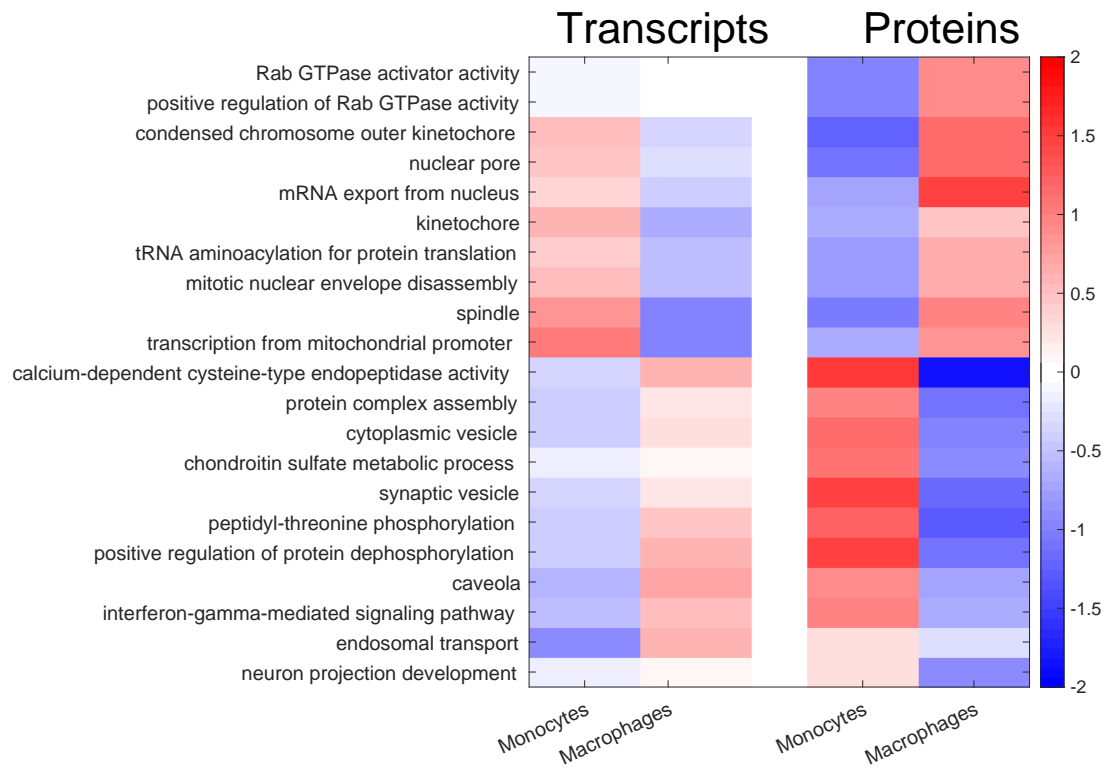 Transcripts Proteins
Rab GTPase activator activity
positive regulation of Rab GTPase activity
condensed chromosome outer kinetochore
nuclear pore
mRNA export from nucleus
kinetochore
tRNA aminoacylation for protein translation
mitotic nuclear envelope disassembly
spindle
transcription from mitochondrial promoter
calcium-dependent cysteine-type endopeptidase activity
protein complex assembly
cytoplasmic vesicle
chondroitin sulfate metabolic process
synaptic vesicle
peptidyl-threonine phosphorylation
positive regulation of protein dephosphorylation
caveola
interferon-gamma-mediated signaling pathway
endosomal transport
neuron projection development
2
1.5
1
0.5
0
-0.5
-1
-1.5
-2
Monocytes Macrophages Monocytes Macrophages